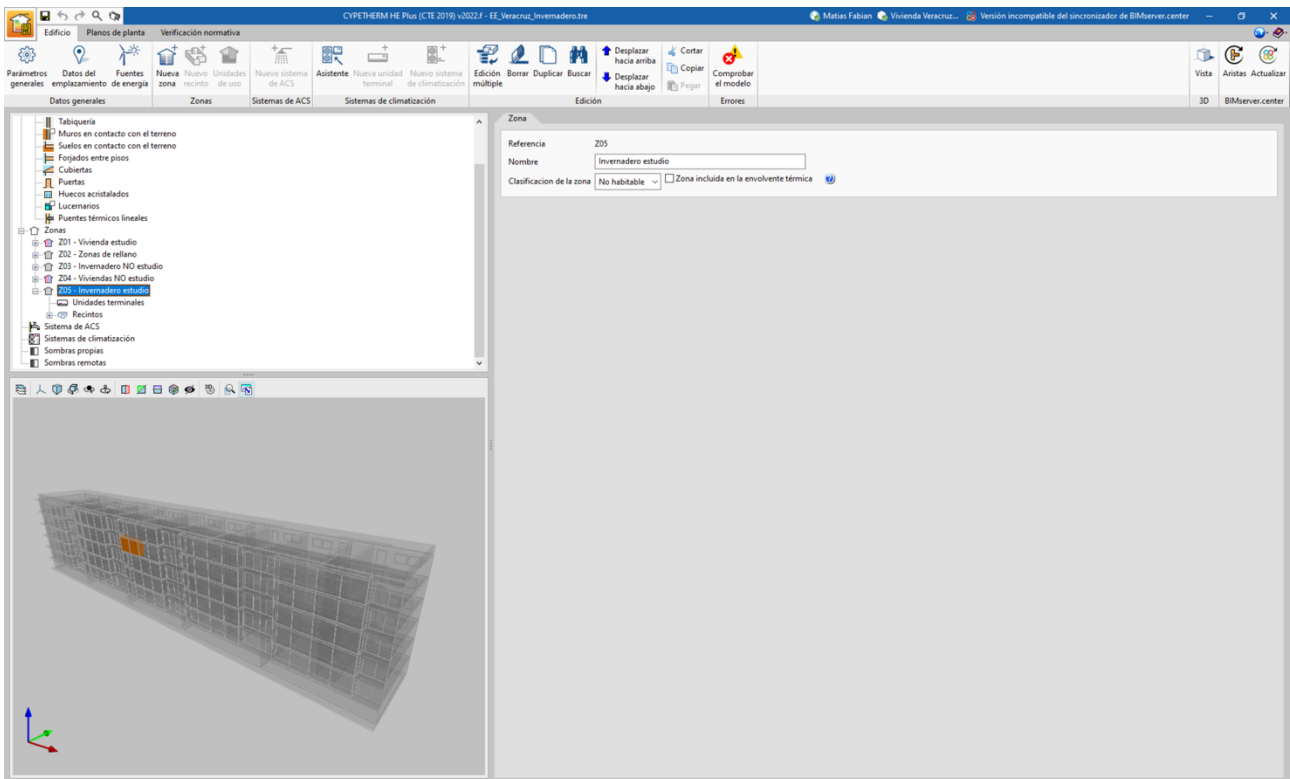 CYPETHERM HE Plus (CTE 2019) v2022.f - EE_Veracruz_Invernadero.tre
Matias Fabian
Vivienda Veracruz...
Versión incompatible del sincronizador de BIMserver.center
Edificio
Planos de planta
Verificación normativa
Parámetros generales
Datos del emplazamiento
Fuentes de energía
Nueva zona
Nuevo recinto
Unidades de uso
Nuevo sistema de ACS
Asistente
Nueva unidad terminal
Nuevo sistema de climatización
Edición múltiple
Borrar
Duplicar
Buscar
Desplazar hacia arriba
Desplazar hacia abajo
Cortar
Copiar
Pegar
Comprobar el modelo
Vista
Aristas
Actualizar
Datos generales
Zonas
Sistemas de ACS
Sistemas de climatización
Edición
Errores
3D
BIMserver.center
Tabiquería
Muros en contacto con el terreno
Suelos en contacto con el terreno
Forjados entre pisos
Cubiertas
Puertas
Huecos acristalados
Lucernarios
Puentes térmicos lineales
Zonas
Z01 - Vivienda estudio
Z02 - Zonas de rellano
Z03 - Invernadero NO estudio
Z04 - Viviendas NO estudio
Z05 - Invernadero estudio
Unidades terminales
Recintos
Sistema de ACS
Sistemas de climatización
Sombras propias
Sombras remotas
Zona
Referencia Z05
Nombre Invernadero estudio
Clasificacion de la zona No habitable Zona incluida en la envolvente térmica